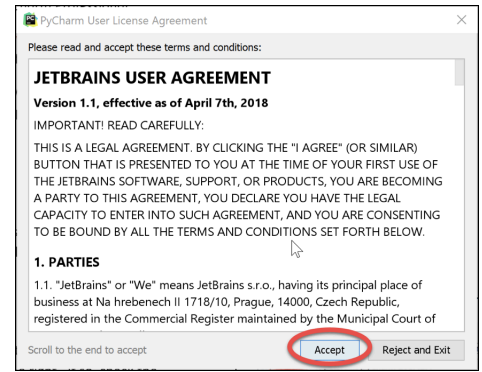 PyCharm User License Agreement
Please read and accept these terms and conditions:
JETBRAINS USER AGREEMENT
Version 1.1, effective as of April 7th, 2018
IMPORTANT! READ CAREFULLY:
THIS IS A LEGAL AGREEMENT. BY CLICKING THE "I AGREE" (OR SIMILAR)
BUTTON THAT IS PRESENTED TO YOU AT THE TIME OF YOUR FIRST USE OF
THE JETBRAINS SOFTWARE, SUPPORT, OR PRODUCTS, YOU ARE BECOMING
A PARTY TO THIS AGREEMENT, YOU DECLARE YOU HAVE THE LEGAL
CAPACITY TO ENTER INTO SUCH AGREEMENT, AND YOU ARE CONSENTING
TO BE BOUND BY ALL THE TERMS AND CONDITIONS SET FORTH BELOW.
1. PARTIES
1.1. "JetBrains" or "We" means JetBrains s.r.o., having its principal place of
business at Na hrebenech II 1718/10, Prague, 14000, Czech Republic,
registered in the Commercial Register maintained by the Municipal Court of
Scroll to the end to accept
Accept
Reject and Exit